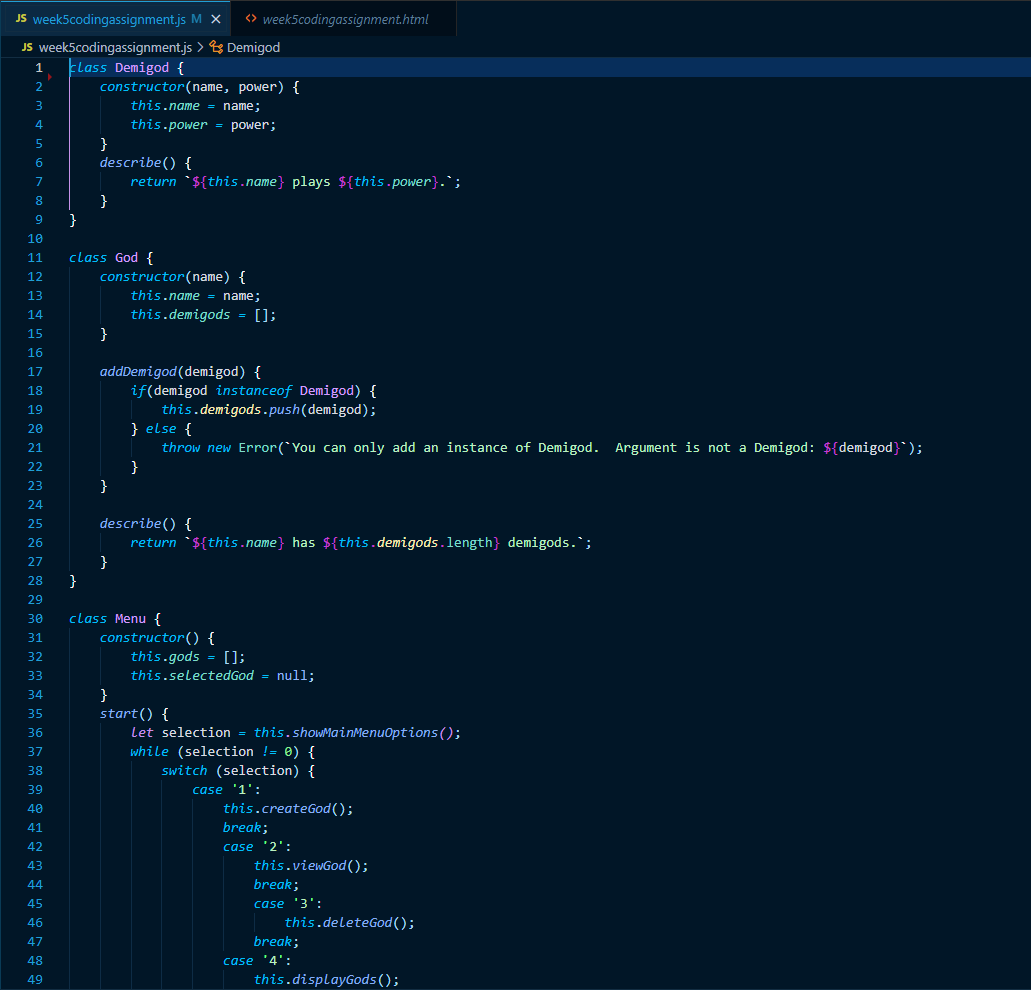 JS week5codingassignment.js M ×
<> week5codingassignment.html
JS week5codingassignment.js > Demigod
1 class Demigod {
2     constructor(name, power) {
3         this.name = name;
4         this.power = power;
5     }
6     describe() {
7         return `${this.name} plays ${this.power}.`;
8     }
9 }
10
11 class God {
12     constructor(name) {
13         this.name = name;
14         this.demigods = [];
15     }
16
17     addDemigod(demigod) {
18         if(demigod instanceof Demigod) {
19             this.demigods.push(demigod);
20         } else {
21             throw new Error(`You can only add an instance of Demigod.  Argument is not a Demigod: ${demigod}`);
22         }
23     }
24
25     describe() {
26         return `${this.name} has ${this.demigods.length} demigods.`;
27     }
28 }
29
30 class Menu {
31     constructor() {
32         this.gods = [];
33         this.selectedGod = null;
34     }
35     start() {
36         let selection = this.showMainMenuOptions();
37         while (selection != 0) {
38             switch (selection) {
39                 case '1':
40                     this.createGod();
41                     break;
42                     case '2':
43                         this.viewGod();
44                         break;
45                         case '3':
46                             this.deleteGod();
47                         break;
48                     case '4':
49                         this.displayGods();